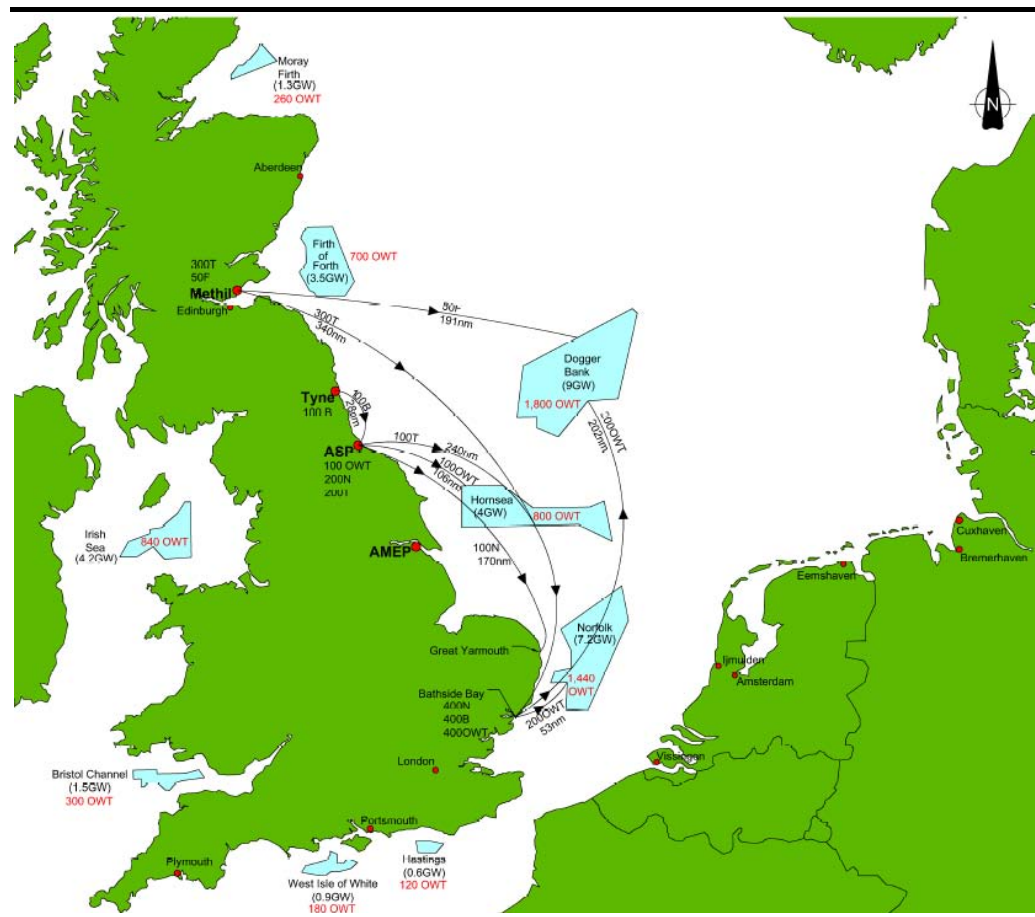 Moray
Firth
(1.3GW)
260 OWT
N
Aberdeen
Firth
of
Forth
(3.5GW)
700 OWT
300T
50F
Methil
Edinburgh
80F
191nm
300T
340nm
Dogger
Bank
(9GW)
1,800 OWT
Tyne
100 B
100B
28nm
200OWT
202nm
ASP
100 OWT
200N
200T
100T
240nm
100OWT
106nm
Hornsea
(4GW)
800 OWT
Irish
Sea
(4.2GW)
840 OWT
AMEP
100N
170nm
Cuxhaven
Bremerhaven
Eemshaven
Norfolk
(7.2GW)
1,440
OWT
Great Yarmouth
Ijmuiden
Amsterdam
Bathside Bay
400N
400B
400OWT
200OWT
53nm
London
Vissingen
Bristol Channel
(1.5GW)
300 OWT
Portsmouth
Plymouth
Hastings
(0.6GW)
120 OWT
West Isle of White
(0.9GW)
180 OWT